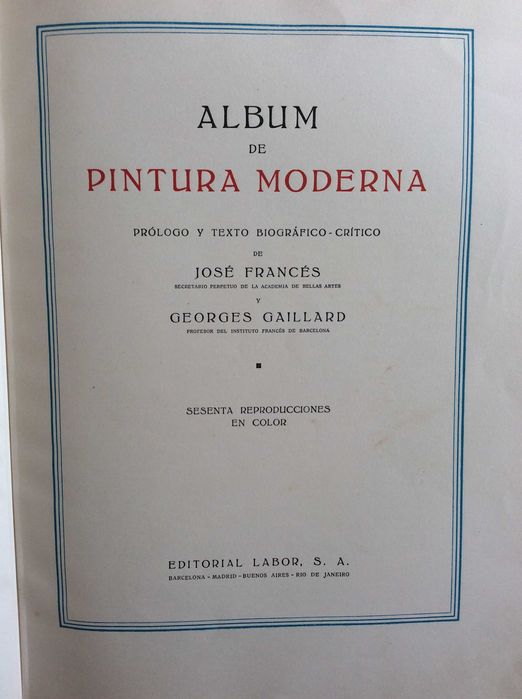 ALBUM
DE
PINTURA MODERNA
PRÓLOGO Y TEXTO BIOGRÁFICO-CRÍTICO
DE
JOSÉ FRANCÉS
SECRETARIO PERPETUO DE LA ACADEMIA DE BELLAS ARTES
Y
GEORGES GAILLARD
PROFESOR DEL INSTITUTO FRANCÉS DE BARCELONA
SESENTA REPRODUCCIONES
EN COLOR
EDITORIAL LABOR, S. A.
BARCELONA - MADRID - BUENOS AIRES - RIO DE JANEIRO